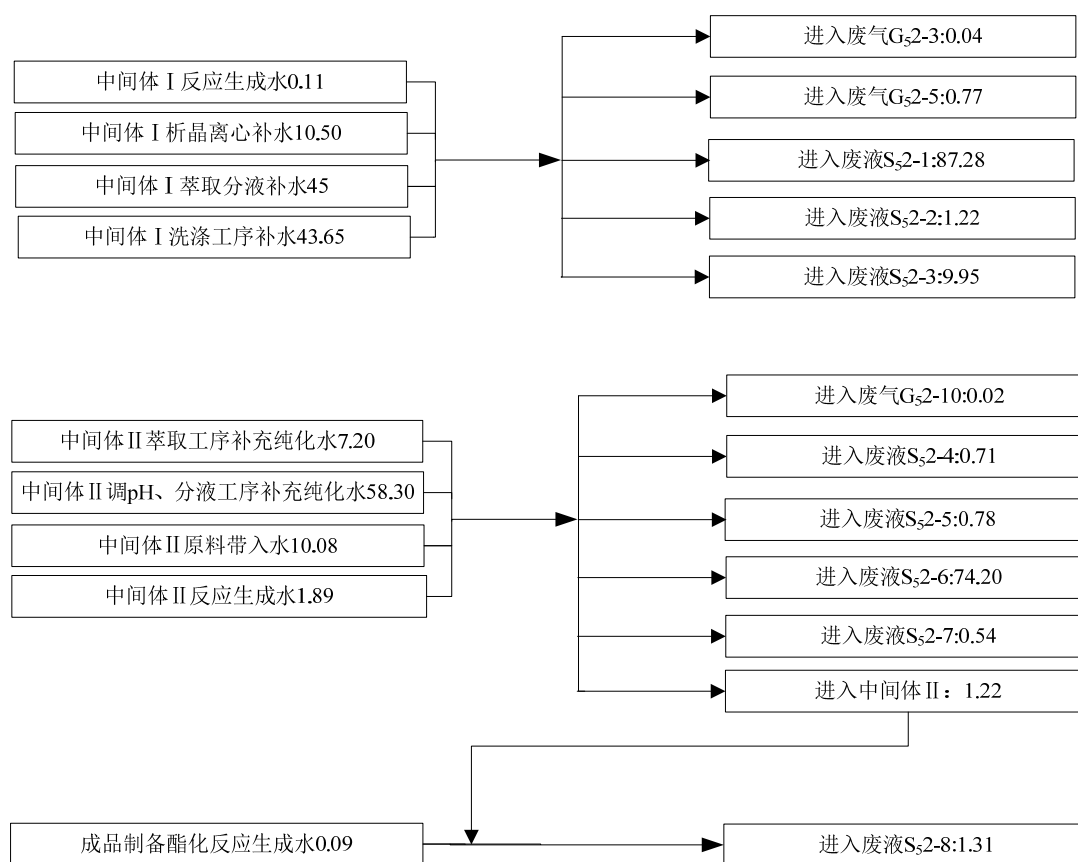 中间体Ⅰ反应生成水0.11
中间体Ⅰ析晶离心补水10.50
中间体Ⅰ萃取分液补水45
中间体Ⅰ洗涤工序补水43.65
进入废气G₅2-3:0.04
进入废气G₅2-5:0.77
进入废液S₅2-1:87.28
进入废液S₅2-2:1.22
进入废液S₅2-3:9.95
中间体Ⅱ萃取工序补充纯化水7.20
中间体Ⅱ调pH、分液工序补充纯化水58.30
中间体Ⅱ原料带入水10.08
中间体Ⅱ反应生成水1.89
进入废气G₅2-10:0.02
进入废液S₅2-4:0.71
进入废液S₅2-5:0.78
进入废液S₅2-6:74.20
进入废液S₅2-7:0.54
进入中间体Ⅱ：1.22
成品制备酯化反应生成水0.09
进入废液S₅2-8:1.31